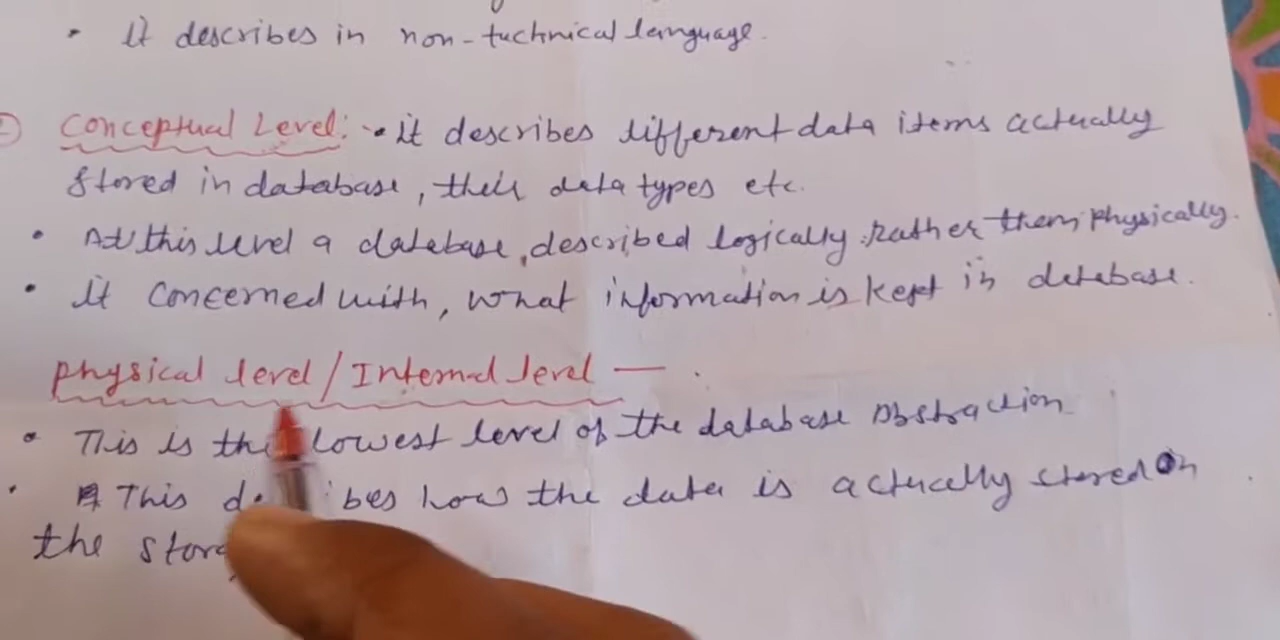 • It describes in non-technical language.
Conceptual Level: - • it describes different data items actually
stored in database, their data types etc.
• At this level a database, described logically rather them physically.
• It concerned with, what information is kept in database.
Physical level / Internal level —
• This is the lowest level of the database Abstraction
• This how the data is actually stored on
the